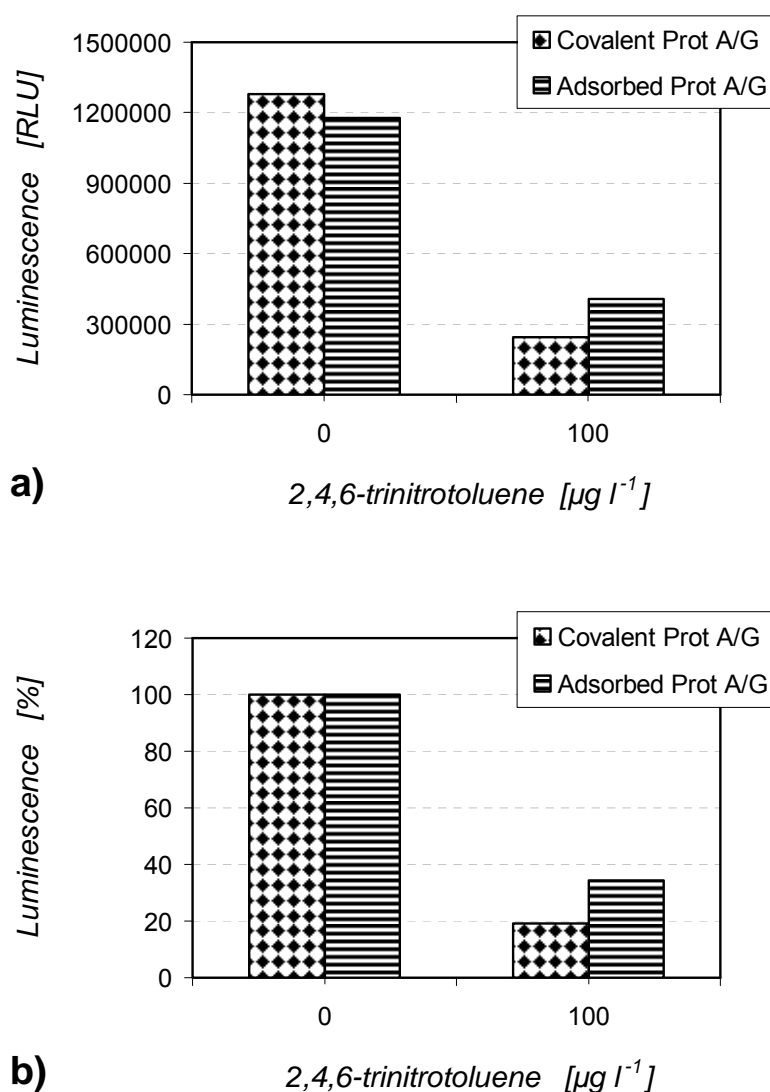 Covalent Prot A/G
Adsorbed Prot A/G
Luminescence [RLU]
1500000
1200000
900000
600000
300000
0
0 100
a)
2,4,6-trinitrotoluene [µg l⁻¹]
Covalent Prot A/G
Adsorbed Prot A/G
Luminescence [%]
120
100
80
60
40
20
0
0 100
b)
2,4,6-trinitrotoluene [µg l⁻¹]